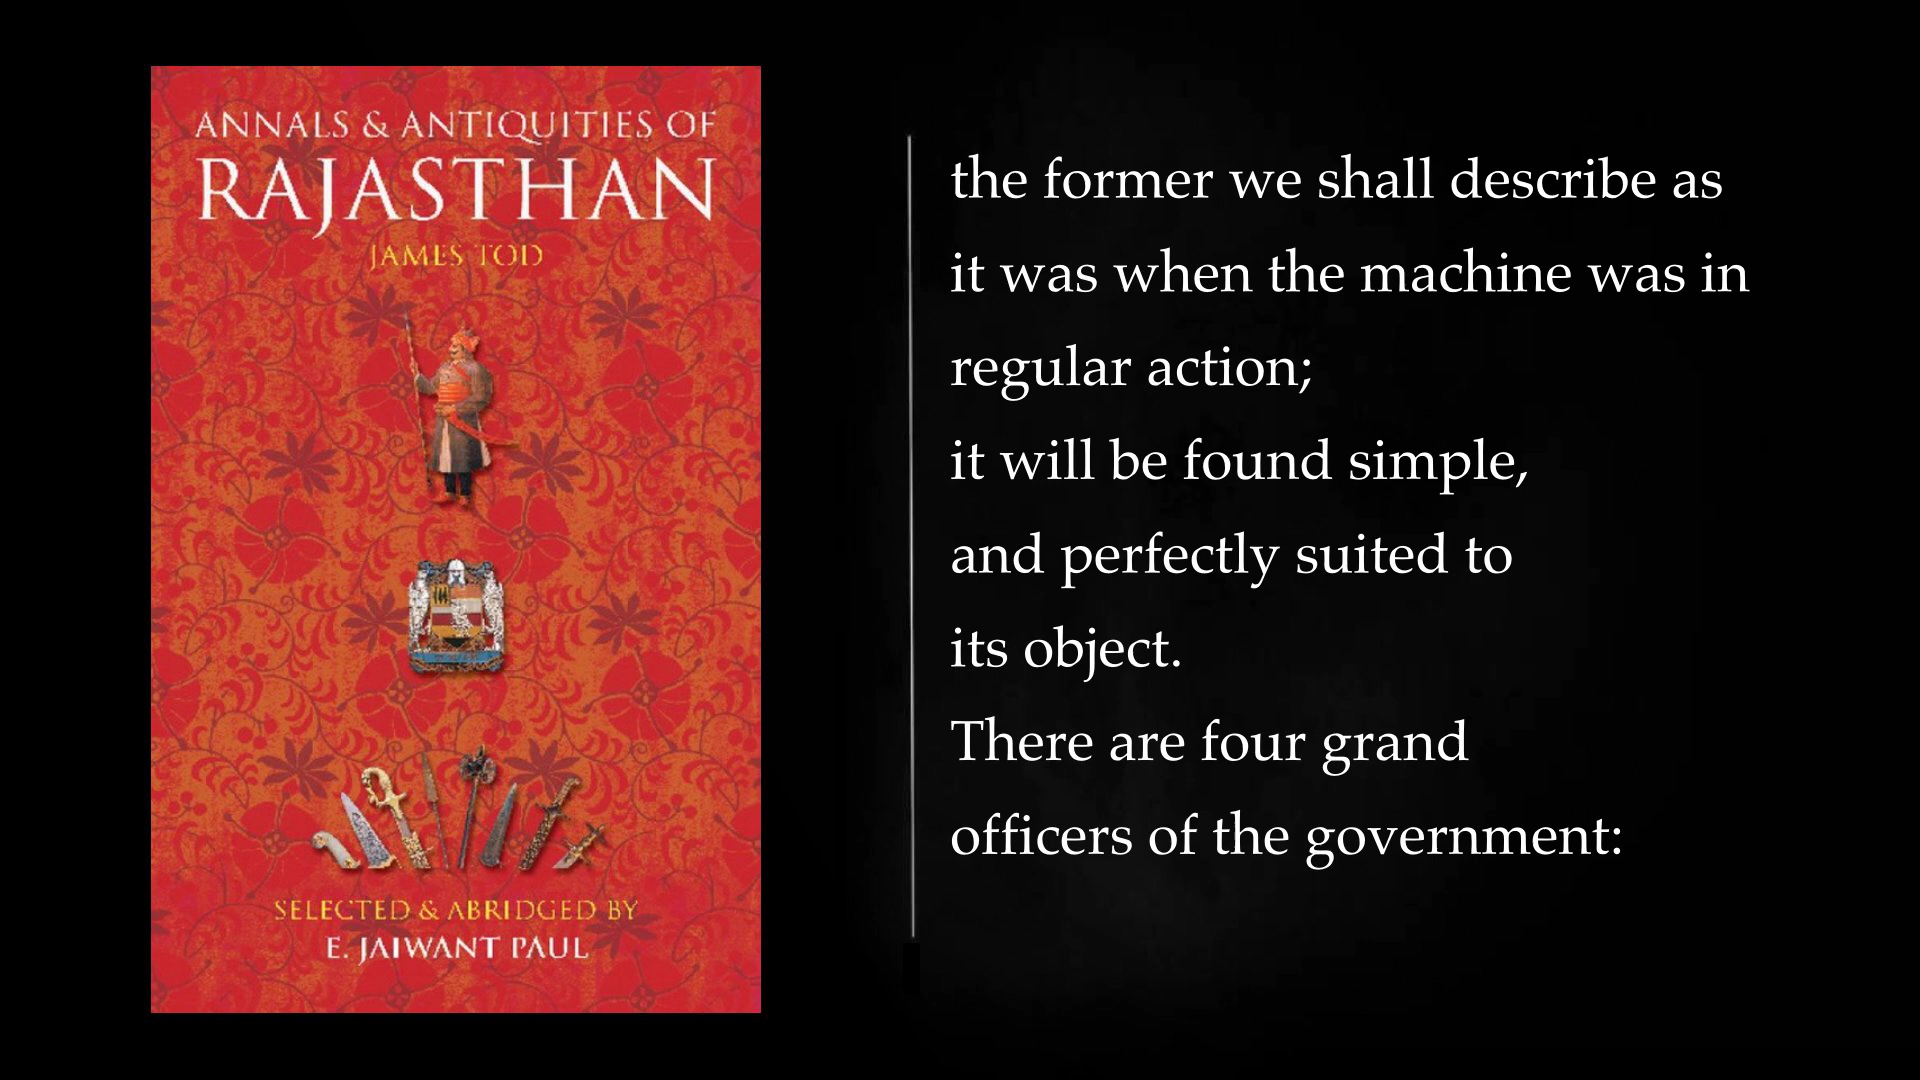 ANNALS & ANTIQUITIES OF
RAJASTHAN
JAMES TOD
SELECTED & ABRIDGED BY
E. JAIWANT PAUL
the former we shall describe as
it was when the machine was in
regular action;
it will be found simple,
and perfectly suited to
its object.
There are four grand
officers of the government: